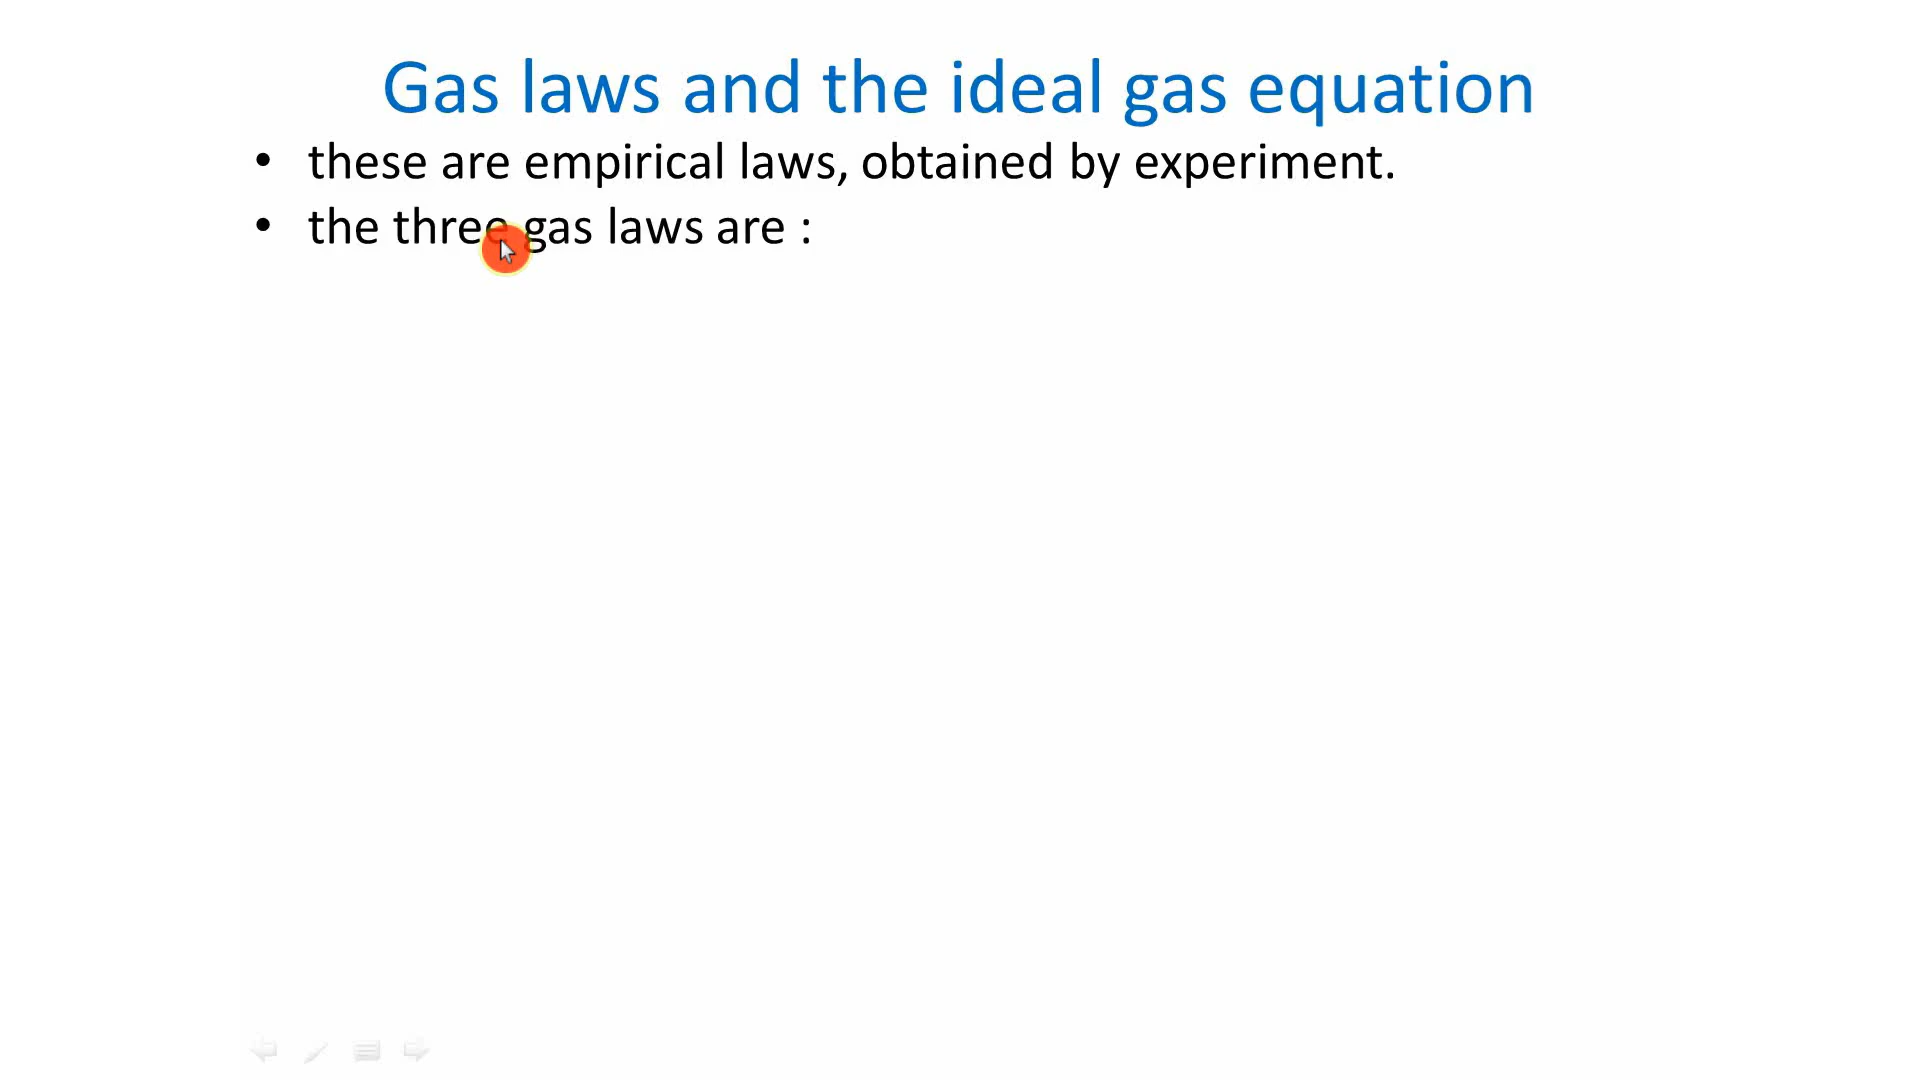 Gas laws and the ideal gas equation
• these are empirical laws, obtained by experiment.
• the three gas laws are :